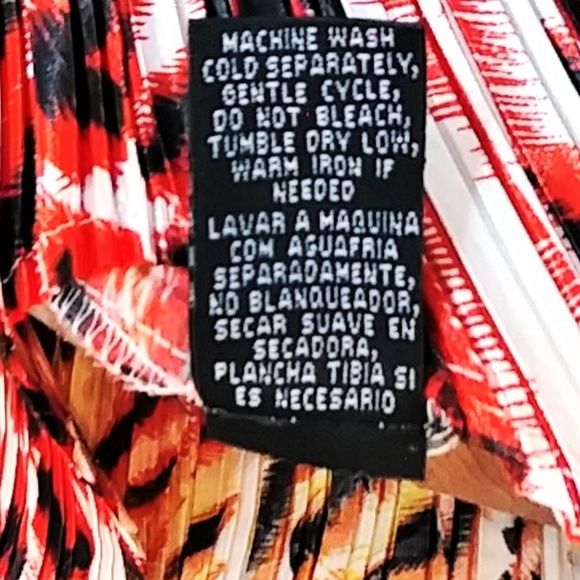 MACHINE WASH
COLD SEPARATELY,
GENTLE CYCLE,
DO NOT BLEACH,
TUMBLE DRY LOW,
WARM IRON IF
NEEDED
LAVAR A MAQUINA
COM AGUAFRIA
SEPARADAMENTE,
NO BLANQUEADOR,
SECAR SUAVE EN
SECADORA,
PLANCHA TIBIA SI
ES NECESARIO